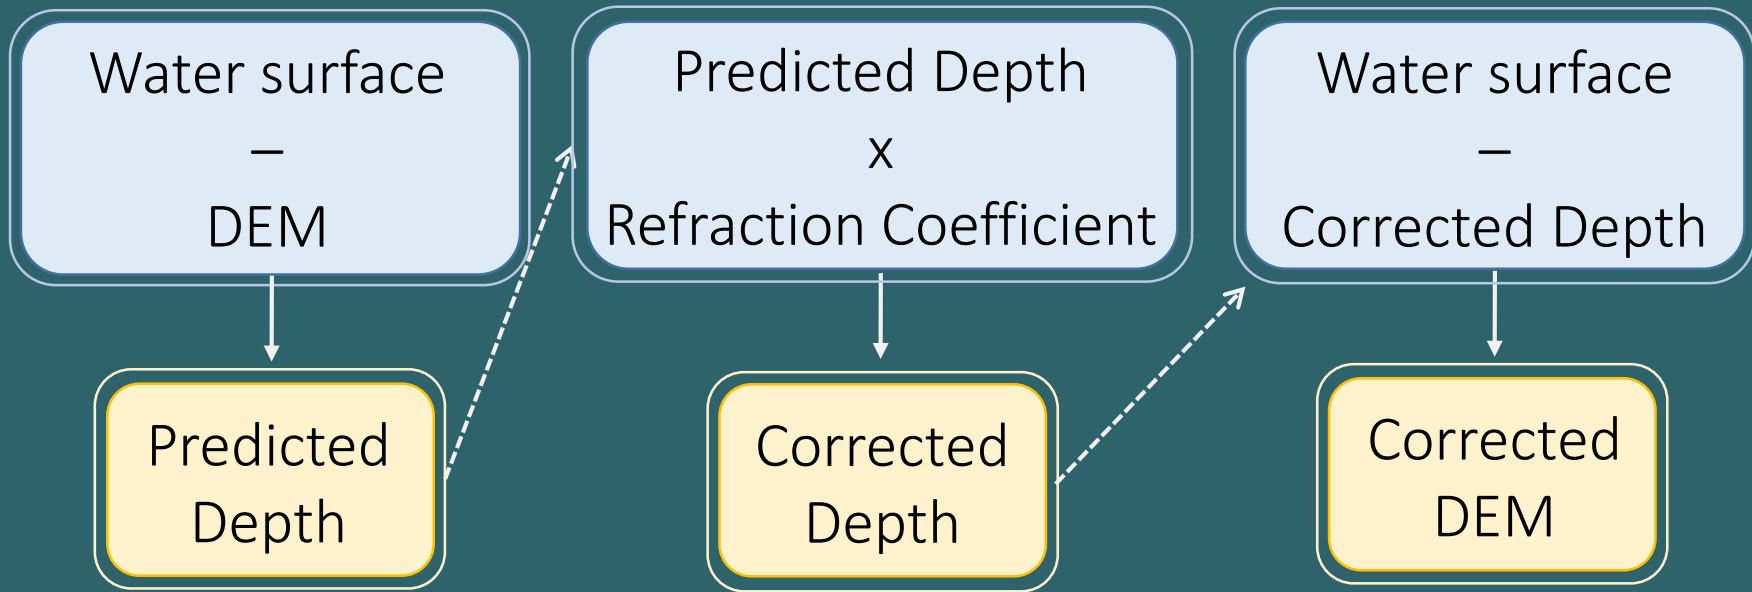 Water surface
–
DEM
Predicted Depth
x
Refraction Coefficient
Water surface
–
Corrected Depth
Predicted
Depth
Corrected
Depth
Corrected
DEM